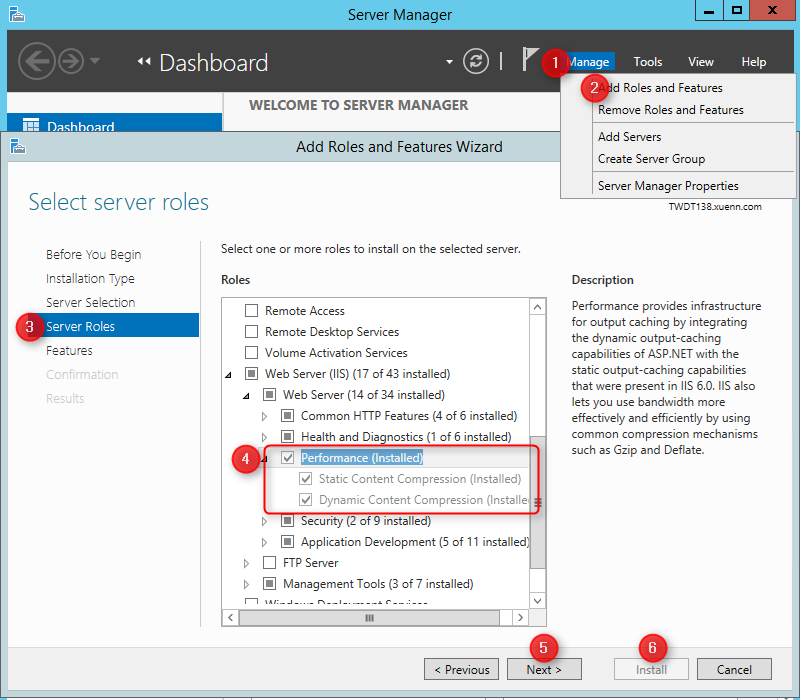 Server Manager
Dashboard
1
Manage
Tools
View
Help
2
Add Roles and Features
Remove Roles and Features
Add Servers
Create Server Group
Server Manager Properties
WELCOME TO SERVER MANAGER
Dashboard
Add Roles and Features Wizard
TWDT138.xuenn.com
Select server roles
Before You Begin
Installation Type
Server Selection
3
Server Roles
Features
Confirmation
Results
Select one or more roles to install on the selected server.
Roles
Remote Access
Remote Desktop Services
Volume Activation Services
Web Server (IIS) (17 of 43 installed)
Web Server (14 of 34 installed)
Common HTTP Features (4 of 6 installed)
Health and Diagnostics (1 of 6 installed)
4
Performance (Installed)
Static Content Compression (Installed)
Dynamic Content Compression (Installe
Security (2 of 9 installed)
Application Development (5 of 11 installed)
FTP Server
Management Tools (3 of 7 installed)
Windows Deployment Services
Description
Performance provides infrastructure
for output caching by integrating
the dynamic output-caching
capabilities of ASP.NET with the
static output-caching capabilities
that were present in IIS 6.0. IIS also
lets you use bandwidth more
effectively and efficiently by using
common compression mechanisms
such as Gzip and Deflate.
5
6
< Previous
Next >
Install
Cancel